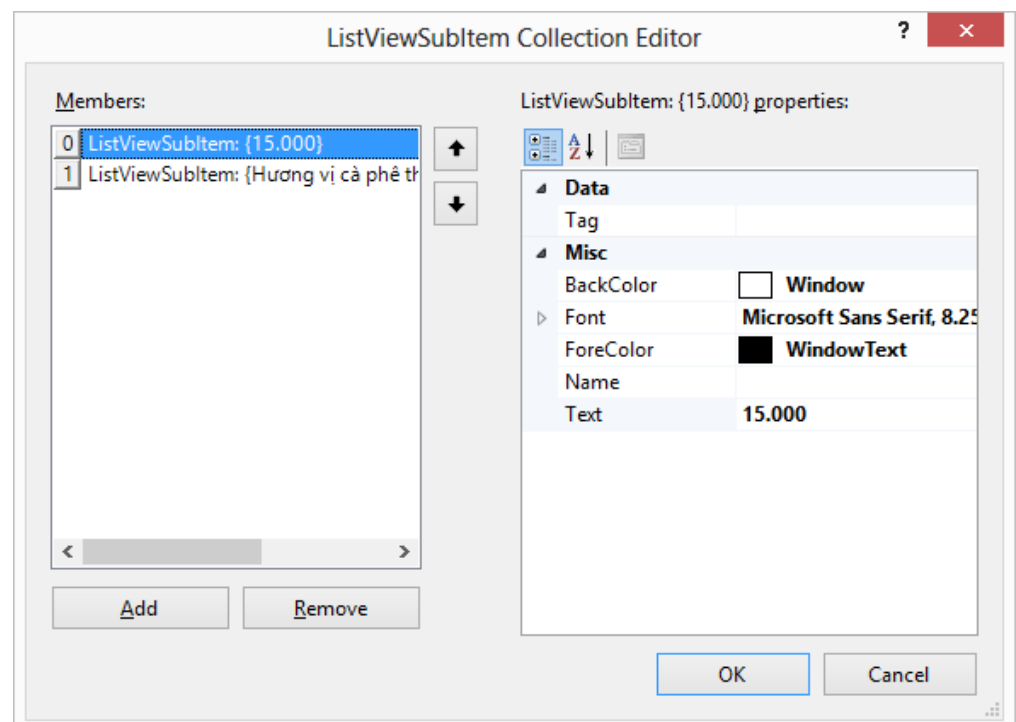 ListViewSubItem Collection Editor
?
Members:
0 ListViewSubItem: {15.000}
1 ListViewSubItem: {Hương vị cà phê th
Add
Remove
ListViewSubItem: {15.000} properties:
Data
Tag
Misc
BackColor Window
Font Microsoft Sans Serif, 8.25
ForeColor WindowText
Name
Text 15.000
OK
Cancel